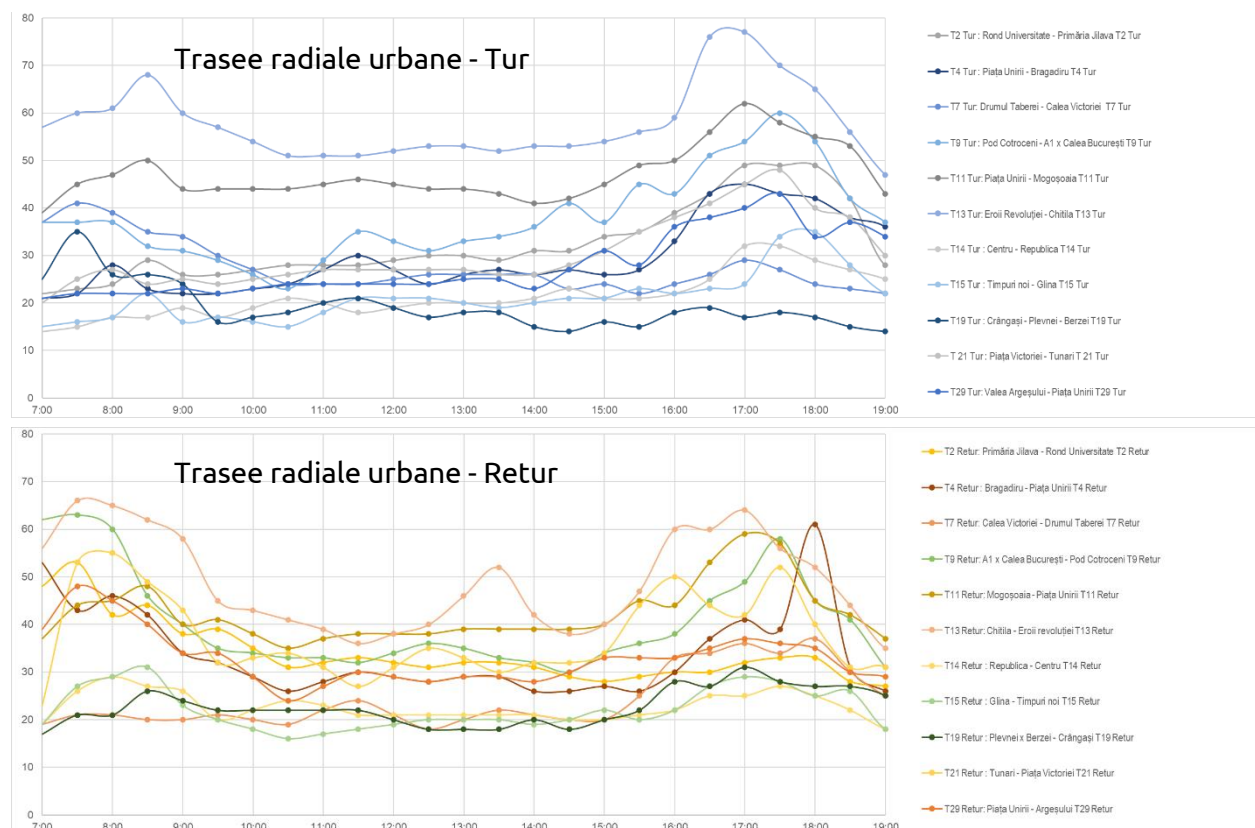 Trasee radiale urbane - Tur
80
70
60
50
40
30
20
10
0
7:00 8:00 9:00 10:00 11:00 12:00 13:00 14:00 15:00 16:00 17:00 18:00 19:00
T2 Tur : Rond Universitate - Primăria Jilava T2 Tur
T4 Tur : Piața Unirii - Bragadiru T4 Tur
T7 Tur: Drumul Taberei - Calea Victoriei T7 Tur
T9 Tur : Pod Cotroceni - A1 x Calea București T9 Tur
T11 Tur: Piața Unirii - Mogoșoaia T11 Tur
T13 Tur: Eroii Revoluției - Chitila T13 Tur
T14 Tur : Centru - Republica T14 Tur
T15 Tur : Timpuri noi - Glina T15 Tur
T19 Tur : Crângași - Plevnei - Berzei T19 Tur
T 21 Tur : Piața Victoriei - Tunari T 21 Tur
T29 Tur: Valea Argeșului - Piața Unirii T29 Tur
Trasee radiale urbane - Retur
80
70
60
50
40
30
20
10
0
7:00 8:00 9:00 10:00 11:00 12:00 13:00 14:00 15:00 16:00 17:00 18:00 19:00
T2 Retur: Primăria Jilava - Rond Universitate T2 Retur
T4 Retur : Bragadiru - Piața Unirii T4 Retur
T7 Retur: Calea Victoriei - Drumul Taberei T7 Retur
T9 Retur: A1 x Calea București - Pod Cotroceni T9 Retur
T11 Retur: Mogoșoaia - Piața Unirii T11 Retur
T13 Retur: Chitila - Eroii revoluției T13 Retur
T14 Retur : Republica - Centru T14 Retur
T15 Retur : Glina - Timpuri noi T15 Retur
T19 Retur : Plevnei x Berzei - Crângași T19 Retur
T21 Retur : Tunari - Piața Victoriei T21 Retur
T29 Retur: Piața Unirii - Argeșului T29 Retur